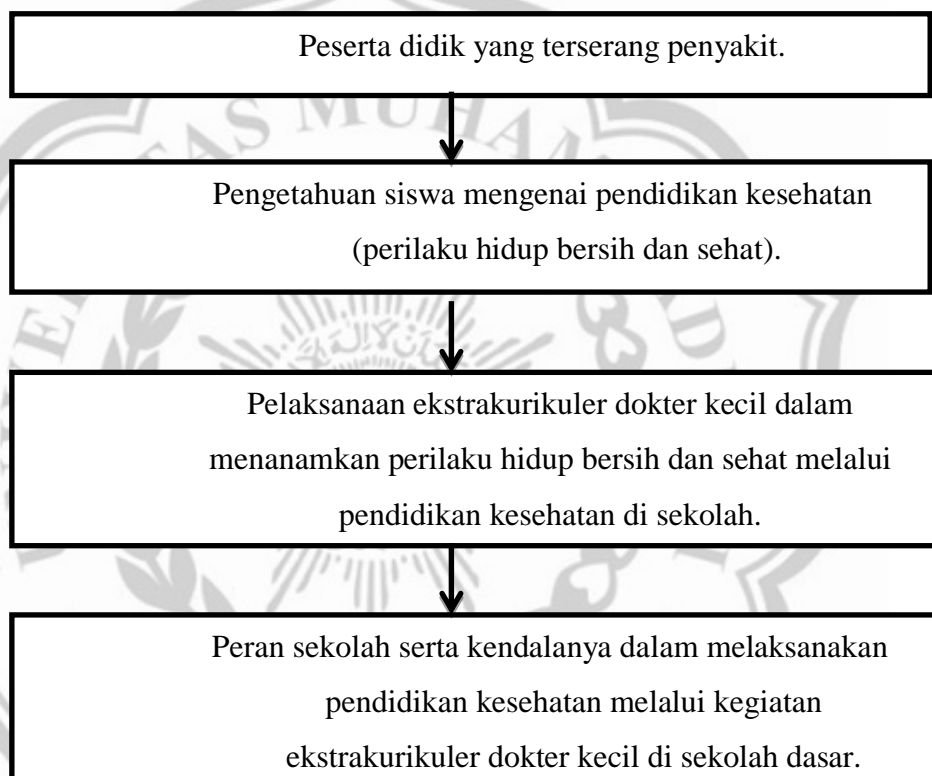 Peserta didik yang terserang penyakit.
Pengetahuan siswa mengenai pendidikan kesehatan
(perilaku hidup bersih dan sehat).
Pelaksanaan ekstrakurikuler dokter kecil dalam
menanamkan perilaku hidup bersih dan sehat melalui
pendidikan kesehatan di sekolah.
Peran sekolah serta kendalanya dalam melaksanakan
pendidikan kesehatan melalui kegiatan
ekstrakurikuler dokter kecil di sekolah dasar.